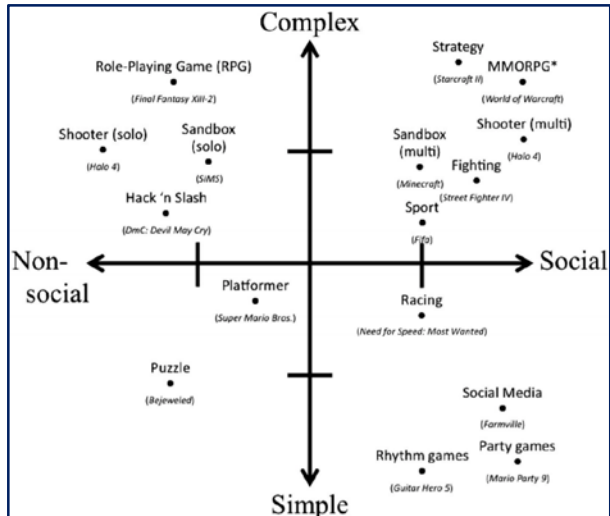 Complex
Strategy
(Starcraft II)
Role-Playing Game (RPG)
(Final Fantasy XIII-2)
MMORPG*
(World of Warcraft)
Shooter (solo)
(Halo 4)
Sandbox
(solo)
(SiMS)
Sandbox
(multi)
(Minecraft)
Shooter (multi)
(Halo 4)
Fighting
(Street Fighter IV)
Hack 'n Slash
(DmC: Devil May Cry)
Sport
(Fifa)
Non-
social
Social
Platformer
(Super Mario Bros.)
Racing
(Need for Speed: Most Wanted)
Puzzle
(Bejeweled)
Social Media
(Farmville)
Rhythm games
(Guitar Hero 5)
Party games
(Mario Party 9)
Simple